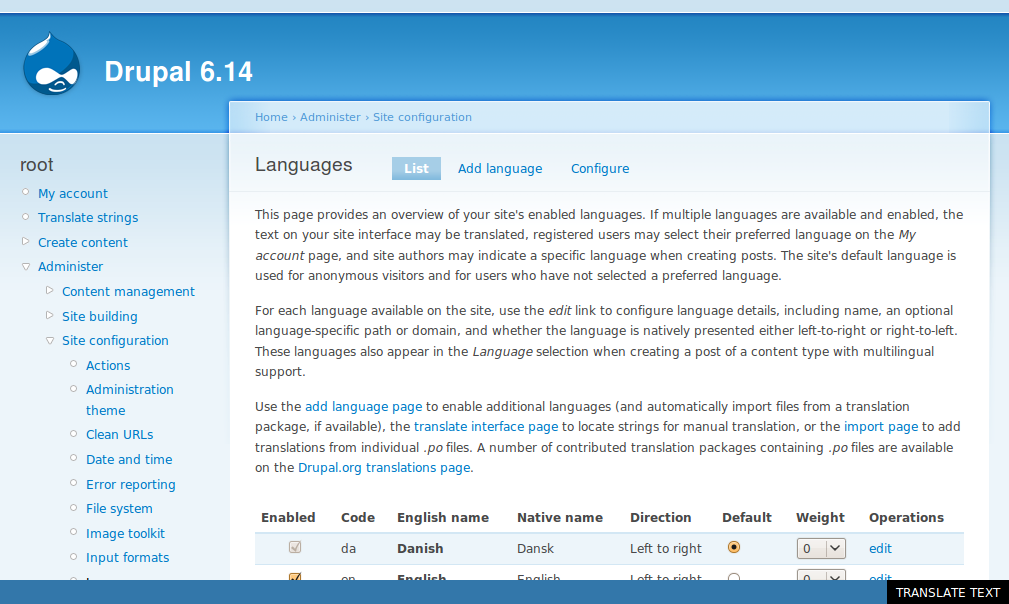 Drupal 6.14
Home › Administer › Site configuration
root
My account
Translate strings
Create content
Administer
Content management
Site building
Site configuration
Actions
Administration
theme
Clean URLs
Date and time
Error reporting
File system
Image toolkit
Input formats
Languages
List Add language Configure
This page provides an overview of your site's enabled languages. If multiple languages are available and enabled, the
text on your site interface may be translated, registered users may select their preferred language on the My
account page, and site authors may indicate a specific language when creating posts. The site's default language is
used for anonymous visitors and for users who have not selected a preferred language.
For each language available on the site, use the edit link to configure language details, including name, an optional
language-specific path or domain, and whether the language is natively presented either left-to-right or right-to-left.
These languages also appear in the Language selection when creating a post of a content type with multilingual
support.
Use the add language page to enable additional languages (and automatically import files from a translation
package, if available), the translate interface page to locate strings for manual translation, or the import page to add
translations from individual .po files. A number of contributed translation packages containing .po files are available
on the Drupal.org translations page.
Enabled Code English name Native name Direction Default Weight Operations
da Danish Dansk Left to right 0 edit
en English English Left to right 0 edit
TRANSLATE TEXT